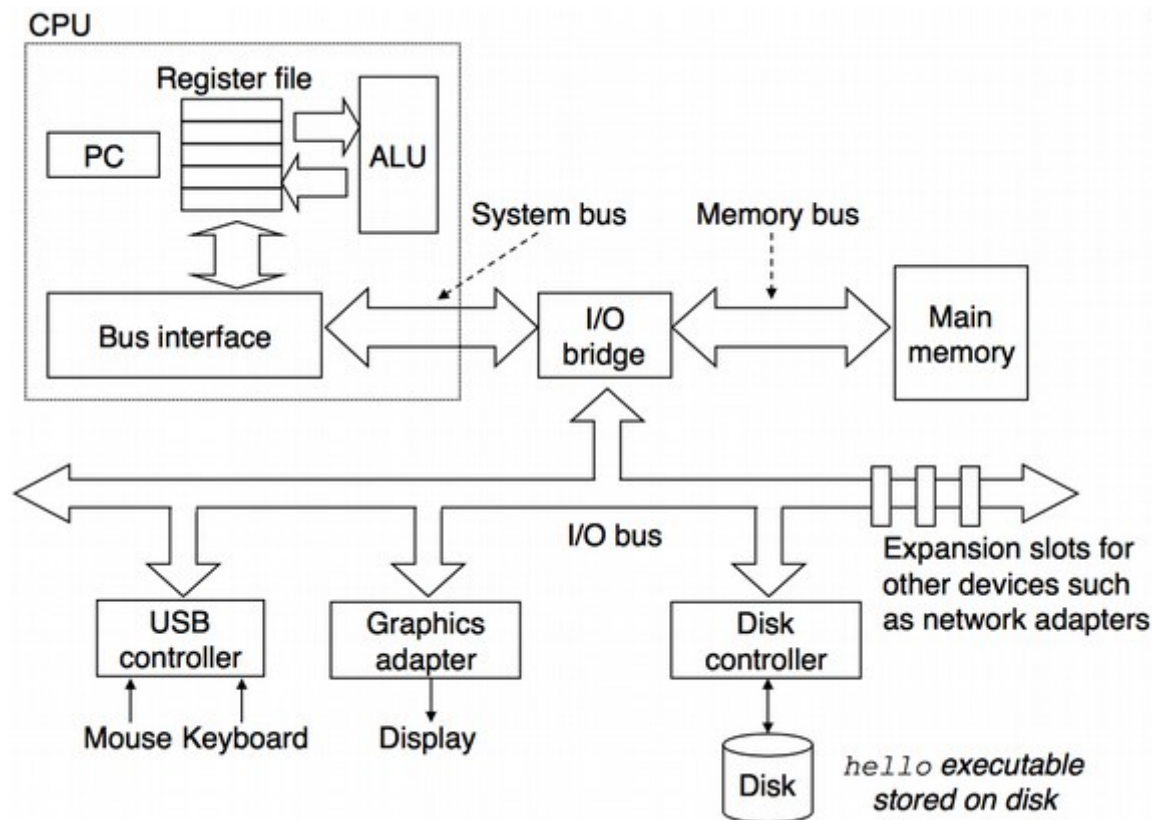 CPU
Register file
PC
ALU
System bus
Memory bus
Bus interface
I/O
bridge
Main
memory
I/O bus
Expansion slots for
other devices such
as network adapters
USB
controller
Graphics
adapter
Disk
controller
Mouse Keyboard
Display
Disk
hello executable
stored on disk